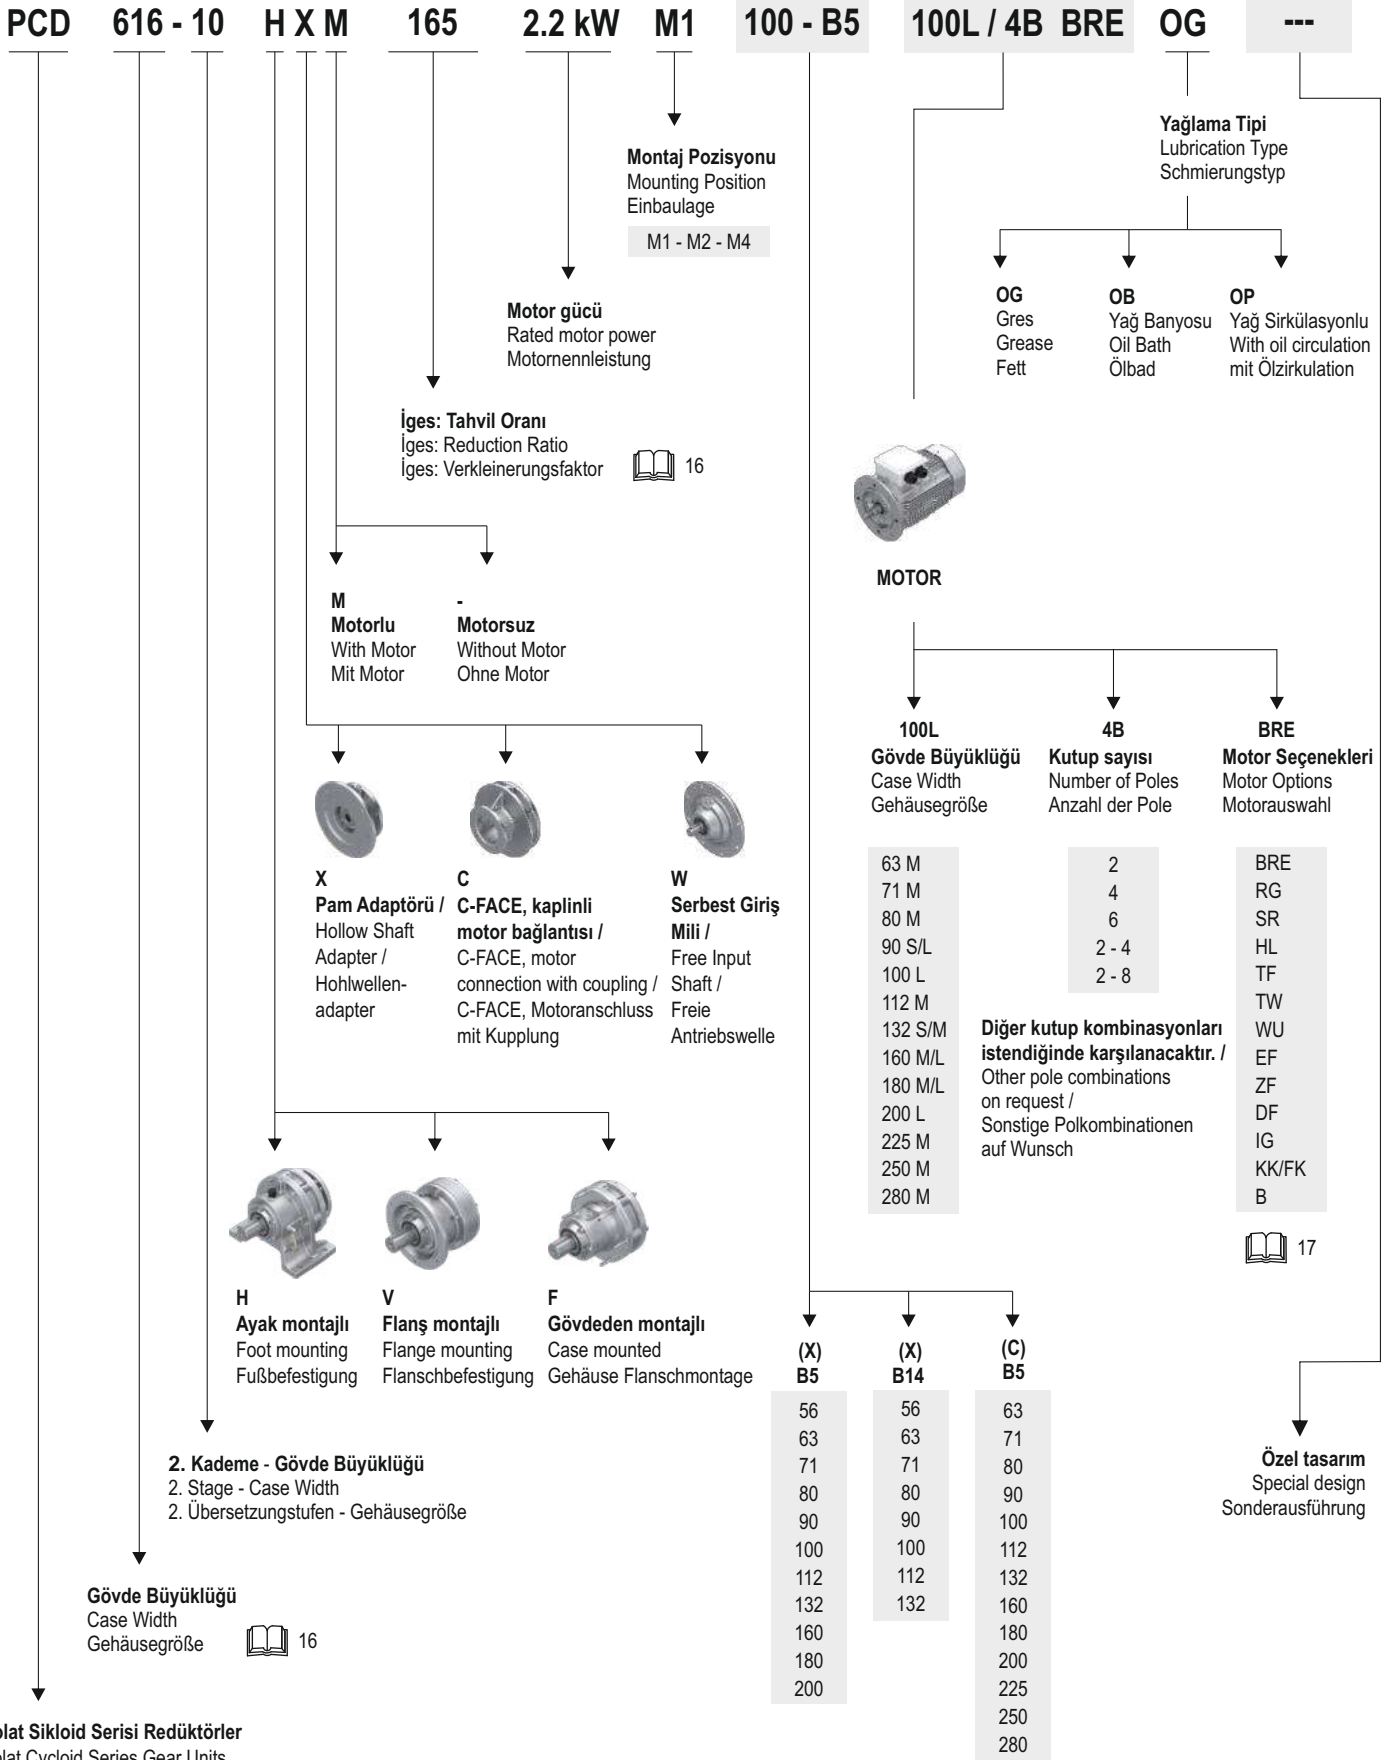 PCD 616 - 10 H X M 165 2.2 kW M1 100 - B5 100L / 4B BRE OG ---
Yağlama Tipi
Lubrication Type
Schmierungstyp
Montaj Pozisyonu
Mounting Position
Einbaulage
M1 - M2 - M4
OG
Gres
Grease
Fett
OB
Yağ Banyosu
Oil Bath
Ölbad
OP
Yağ Sirkülasyonlu
With oil circulation
mit Ölzirkulation
Motor gücü
Rated motor power
Motornennleistung
İges: Tahvil Oranı
İges: Reduction Ratio
İges: Verkleinerungsfaktor
16
MOTOR
M
Motorlu
With Motor
Mit Motor
-
Motorsuz
Without Motor
Ohne Motor
100L
Gövde Büyüklüğü
Case Width
Gehäusegröße
4B
Kutup sayısı
Number of Poles
Anzahl der Pole
BRE
Motor Seçenekleri
Motor Options
Motorauswahl
63 M
71 M
80 M
90 S/L
100 L
112 M
132 S/M
160 M/L
180 M/L
200 L
225 M
250 M
280 M
2
4
6
2 - 4
2 - 8
Diğer kutup kombinasyonları
istendiğinde karşılanacaktır. /
Other pole combinations
on request /
Sonstige Polkombinationen
auf Wunsch
BRE
RG
SR
HL
TF
TW
WU
EF
ZF
DF
IG
KK/FK
B
17
X
Pam Adaptörü /
Hollow Shaft
Adapter /
Hohlwellen-
adapter
C
C-FACE, kaplinli
motor bağlantısı /
C-FACE, motor
connection with coupling /
C-FACE, Motoranschluss
mit Kupplung
W
Serbest Giriş
Mili /
Free Input
Shaft /
Freie
Antriebswelle
H
Ayak montajlı
Foot mounting
Fußbefestigung
V
Flanş montajlı
Flange mounting
Flanschbefestigung
F
Gövdeden montajlı
Case mounted
Gehäuse Flanschmontage
(X)
B5
56
63
71
80
90
100
112
132
160
180
200
(X)
B14
56
63
71
80
90
100
112
132
(C)
B5
63
71
80
90
100
112
132
160
180
200
225
250
280
Özel tasarım
Special design
Sonderausführung
2. Kademe - Gövde Büyüklüğü
2. Stage - Case Width
2. Übersetzungstufen - Gehäusegröße
Gövde Büyüklüğü
Case Width
Gehäusegröße
16
Sikloid Serisi Redüktörler
Cycloid Series Gear Units